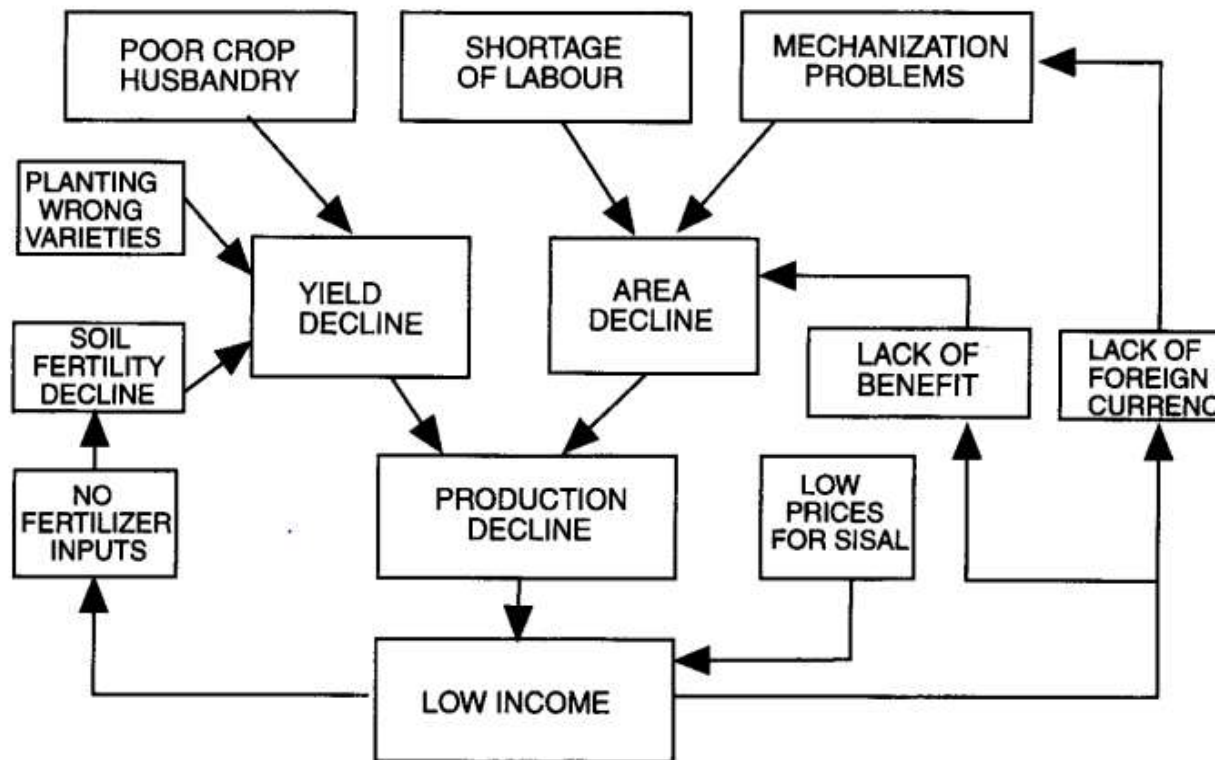 POOR CROP
HUSBANDRY
SHORTAGE
OF LABOUR
MECHANIZATION
PROBLEMS
PLANTING
WRONG
VARIETIES
YIELD
DECLINE
AREA
DECLINE
SOIL
FERTILITY
DECLINE
LACK OF
BENEFIT
LACK OF
FOREIGN
CURRENC
NO
FERTILIZER
INPUTS
PRODUCTION
DECLINE
LOW
PRICES
FOR SISAL
LOW INCOME